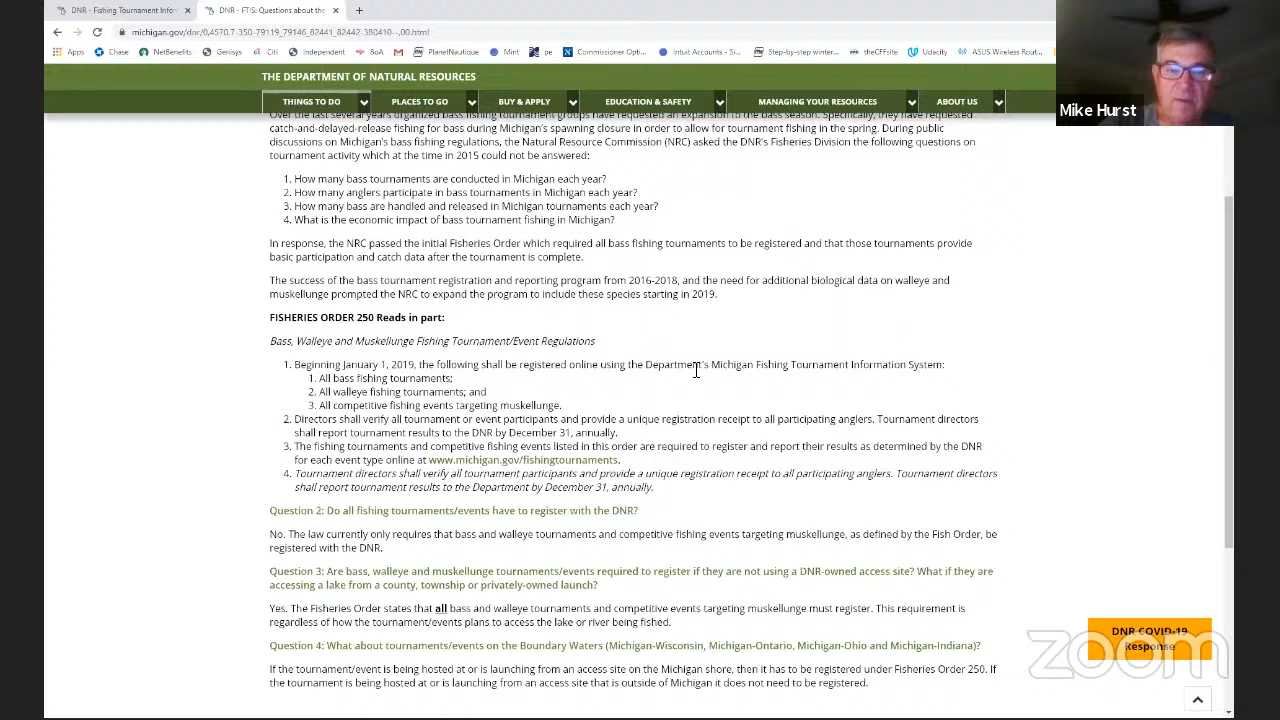 DNR - Fishing Tournament Infor
DNR - FTIS: Questions about the
michigan.gov/dnr/0,4570,7-350-79119_79146_82441_82442-380410--,00.html
Apps Chase NetBenefits Genisys Citi Independent BoA PlanetNautique Mint pe Commissioner Opti... Intuit Accounts - Si... Step-by-step winter... theCFFsite Udacity ASUS Wireless Rout...
THE DEPARTMENT OF NATURAL RESOURCES
THINGS TO DO PLACES TO GO BUY & APPLY EDUCATION & SAFETY MANAGING YOUR RESOURCES ABOUT US
Mike Hurst
Over the last several years organized bass fishing tournament groups have requested an expansion to the bass season. Specifically, they have requested
catch-and-delayed-release fishing for bass during Michigan's spawning closure in order to allow for tournament fishing in the spring. During public
discussions on Michigan's bass fishing regulations, the Natural Resource Commission (NRC) asked the DNR's Fisheries Division the following questions on
tournament activity which at the time in 2015 could not be answered:
1. How many bass tournaments are conducted in Michigan each year?
2. How many anglers participate in bass tournaments in Michigan each year?
3. How many bass are handled and released in Michigan tournaments each year?
4. What is the economic impact of bass tournament fishing in Michigan?
In response, the NRC passed the initial Fisheries Order which required all bass fishing tournaments to be registered and that those tournaments provide
basic participation and catch data after the tournament is complete.
The success of the bass tournament registration and reporting program from 2016-2018, and the need for additional biological data on walleye and
muskellunge prompted the NRC to expand the program to include these species starting in 2019.
FISHERIES ORDER 250 Reads in part:
Bass, Walleye and Muskellunge Fishing Tournament/Event Regulations
1. Beginning January 1, 2019, the following shall be registered online using the Department's Michigan Fishing Tournament Information System:
1. All bass fishing tournaments;
2. All walleye fishing tournaments; and
3. All competitive fishing events targeting muskellunge.
2. Directors shall verify all tournament or event participants and provide a unique registration receipt to all participating anglers. Tournament directors
shall report tournament results to the DNR by December 31, annually.
3. The fishing tournaments and competitive fishing events listed in this order are required to register and report their results as determined by the DNR
for each event type online at www.michigan.gov/fishingtournaments.
4. Tournament directors shall verify all tournament participants and provide a unique registration receipt to all participating anglers. Tournament directors
shall report tournament results to the Department by December 31, annually.
Question 2: Do all fishing tournaments/events have to register with the DNR?
No. The law currently only requires that bass and walleye tournaments and competitive fishing events targeting muskellunge, as defined by the Fish Order, be
registered with the DNR.
Question 3: Are bass, walleye and muskellunge tournaments/events required to register if they are not using a DNR-owned access site? What if they are
accessing a lake from a county, township or privately-owned launch?
Yes. The Fisheries Order states that all bass and walleye tournaments and competitive events targeting muskellunge must register. This requirement is
regardless of how the tournament/events plans to access the lake or river being fished.
DNR COVID-19
Response
zoom
Question 4: What about tournaments/events on the Boundary Waters (Michigan-Wisconsin, Michigan-Ontario, Michigan-Ohio and Michigan-Indiana)?
If the tournament/event is being hosted at or is launching from an access site on the Michigan shore, then it has to be registered under Fisheries Order 250. If
the tournament is being hosted at or is launching from an access site that is outside of Michigan it does not need to be registered.